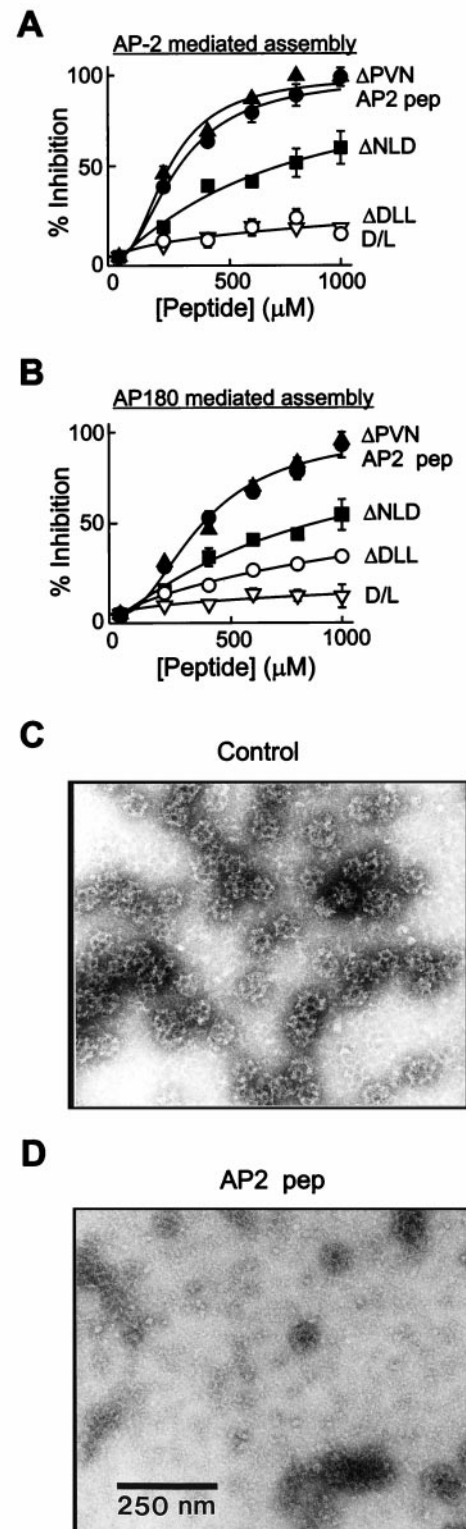 A
AP-2 mediated assembly
% Inhibition
100
50
0
ΔPVN
AP2 pep
ΔNLD
ΔDLL
D/L
0 500 1000
[Peptide] (μM)
B
AP180 mediated assembly
% Inhibition
100
50
0
ΔPVN
AP2 pep
ΔNLD
ΔDLL
D/L
0 500 1000
[Peptide] (μM)
C
Control
D
AP2 pep
250 nm